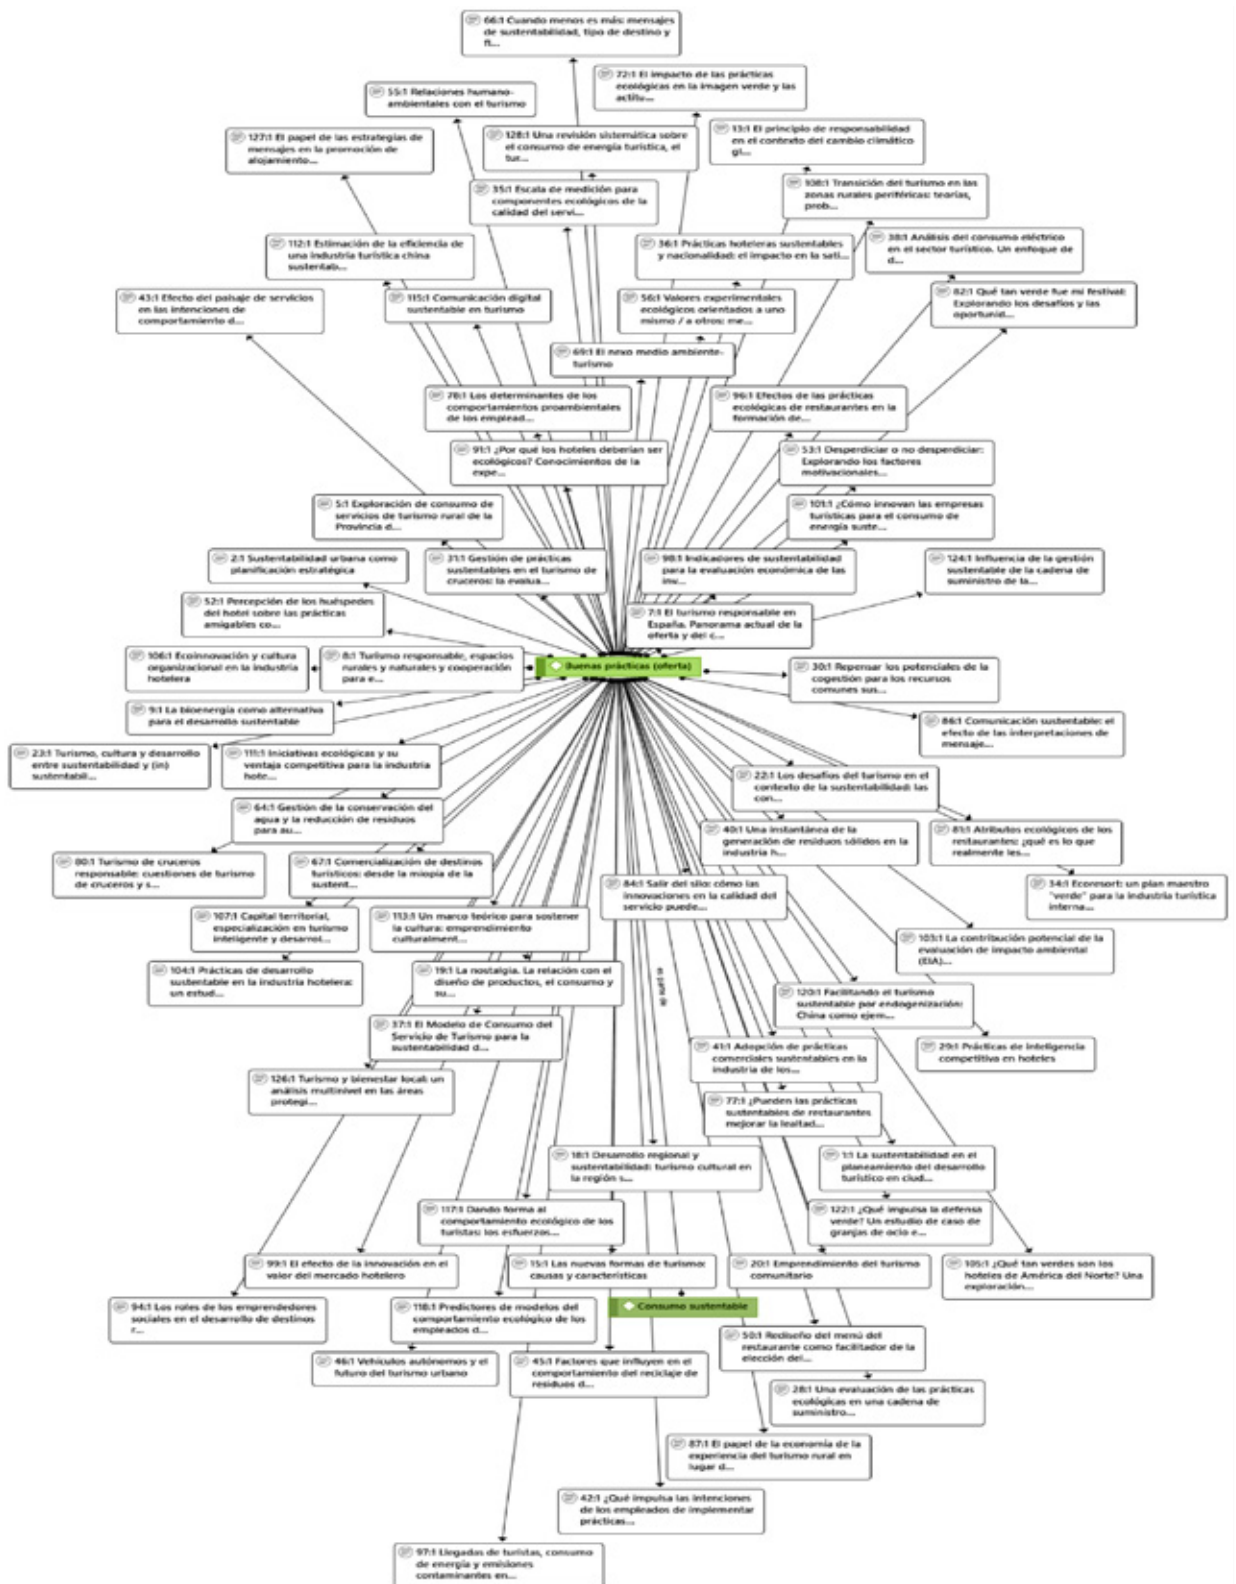 66:1 Cuando menos es más: mensajes
de sustentabilidad, tipo de destino y
fi...
72:1 El impacto de las prácticas
ecológicas en la imagen verde y las
actitu...
55:1 Relaciones humano-
ambientales con el turismo
13:1 El principio de responsabilidad
en el contexto del cambio climático
gl...
127:1 El papel de las estrategias de
mensajes en la promoción de
alojamiento...
128:1 Una revisión sistemática sobre
el consumo de energía turística, el
tur...
108:1 Transición del turismo en las
zonas rurales periféricas: teorías,
prob...
35:1 Escala de medición para
componentes ecológicos de la
calidad del servi...
38:1 Análisis del consumo eléctrico
en el sector turístico. Un enfoque de
d...
112:1 Estimación de la eficiencia de
una industria turística china
sustentab...
36:1 Prácticas hoteleras sustentables
y nacionalidad: el impacto en la sati...
82:1 Qué tan verde fue mi festival:
Explorando los desafíos y las
oportunid...
43:1 Efecto del paisaje de servicios
en las intenciones de
comportamiento d...
115:1 Comunicación digital
sustentable en turismo
56:1 Valores experimentales
ecológicos orientados a uno
mismo / a otros: me...
69:1 El nexo medio ambiente-
turismo
78:1 Los determinantes de los
comportamientos proambientales
de los emplead...
96:1 Efectos de las prácticas
ecológicas de restaurantes en la
formación de...
91:1 ¿Por qué los hoteles deberían ser
ecológicos? Conocimientos de la
expe...
53:1 Desperdiciar o no desperdiciar:
Explorando los factores
motivacionales...
5:1 Exploración de consumo de
servicios de turismo rural de la
Provincia d...
101:1 ¿Cómo innovan las empresas
turísticas para el consumo de
energía suste...
2:1 Sustentabilidad urbana como
planificación estratégica
31:1 Gestión de prácticas
sustentables en el turismo de
cruceros: la evalua...
98:1 Indicadores de sustentabilidad
para la evaluación económica de las
inv...
124:1 Influencia de la gestión
sustentable de la cadena de
suministro de la...
52:1 Percepción de los huéspedes
del hotel sobre las prácticas
amigables co...
7:1 El turismo responsable en
España. Panorama actual de la
oferta y del c...
106:1 Ecoinnovación y cultura
organizacional en la industria
hotelera
8:1 Turismo responsable, espacios
rurales y naturales y cooperación
para e...
Buenas prácticas (oferta)
30:1 Repensar los potenciales de la
cogestión para los recursos
comunes sus...
9:1 La bioenergía como alternativa
para el desarrollo sustentable
86:1 Comunicación sustentable: el
efecto de las interpretaciones de
mensaje...
23:1 Turismo, cultura y desarrollo
entre sustentabilidad y (in)
sustentabil...
111:1 Iniciativas ecológicas y su
ventaja competitiva para la industria
hote...
22:1 Los desafíos del turismo en el
contexto de la sustentabilidad: las
con...
64:1 Gestión de la conservación del
agua y la reducción de residuos
para au...
40:1 Una instantánea de la
generación de residuos sólidos en la
industria h...
81:1 Atributos ecológicos de los
restaurantes: ¿qué es lo que
realmente les...
80:1 Turismo de cruceros
responsable: cuestiones de turismo
de cruceros y s...
67:1 Comercialización de destinos
turísticos: desde la miopía de la
sustent...
84:1 Salir del silo: cómo las
innovaciones en la calidad del
servicio puede...
34:1 Ecoresort: un plan maestro
"verde" para la industria turística
interna...
107:1 Capital territorial,
especialización en turismo
inteligente y desarrol...
113:1 Un marco teórico para sostener
la cultura: emprendimiento
culturalment...
103:1 La contribución potencial de la
evaluación de impacto ambiental
(EIA)...
104:1 Prácticas de desarrollo
sustentable en la industria hotelera:
un estud...
19:1 La nostalgia. La relación con el
diseño de productos, el consumo y
su...
es parte de
120:1 Facilitando el turismo
sustentable por endogenización:
China como ejem...
37:1 El Modelo de Consumo del
Servicio de Turismo para la
sustentabilidad d...
41:1 Adopción de prácticas
comerciales sustentables en la
industria de los...
29:1 Prácticas de inteligencia
competitiva en hoteles
126:1 Turismo y bienestar local: un
análisis multinivel en las áreas
protegi...
77:1 ¿Pueden las prácticas
sustentables de restaurantes
mejorar la lealtad...
18:1 Desarrollo regional y
sustentabilidad: turismo cultural en
la región s...
1:1 La sustentabilidad en el
planeamiento del desarrollo
turístico en ciud...
117:1 Dando forma al
comportamiento ecológico de los
turistas: los esfuerzos...
122:1 ¿Qué impulsa la defensa
verde? Un estudio de caso de
granjas de ocio e...
99:1 El efecto de la innovación en el
valor del mercado hotelero
15:1 Las nuevas formas de turismo:
causas y características
20:1 Emprendimiento del turismo
comunitario
105:1 ¿Qué tan verdes son los
hoteles de América del Norte? Una
exploración...
94:1 Los roles de los emprendedores
sociales en el desarrollo de destinos
r...
118:1 Predictores de modelos del
comportamiento ecológico de los
empleados d...
Consumo sustentable
50:1 Rediseño del menú del
restaurante como facilitador de la
elección del...
46:1 Vehículos autónomos y el
futuro del turismo urbano
45:1 Factores que influyen en el
comportamiento del reciclaje de
residuos d...
28:1 Una evaluación de las prácticas
ecológicas en una cadena de
suministro...
87:1 El papel de la economía de la
experiencia del turismo rural en
lugar d...
42:1 ¿Qué impulsa las intenciones
de los empleados de implementar
prácticas...
97:1 Llegadas de turistas, consumo
de energía y emisiones
contaminantes en...